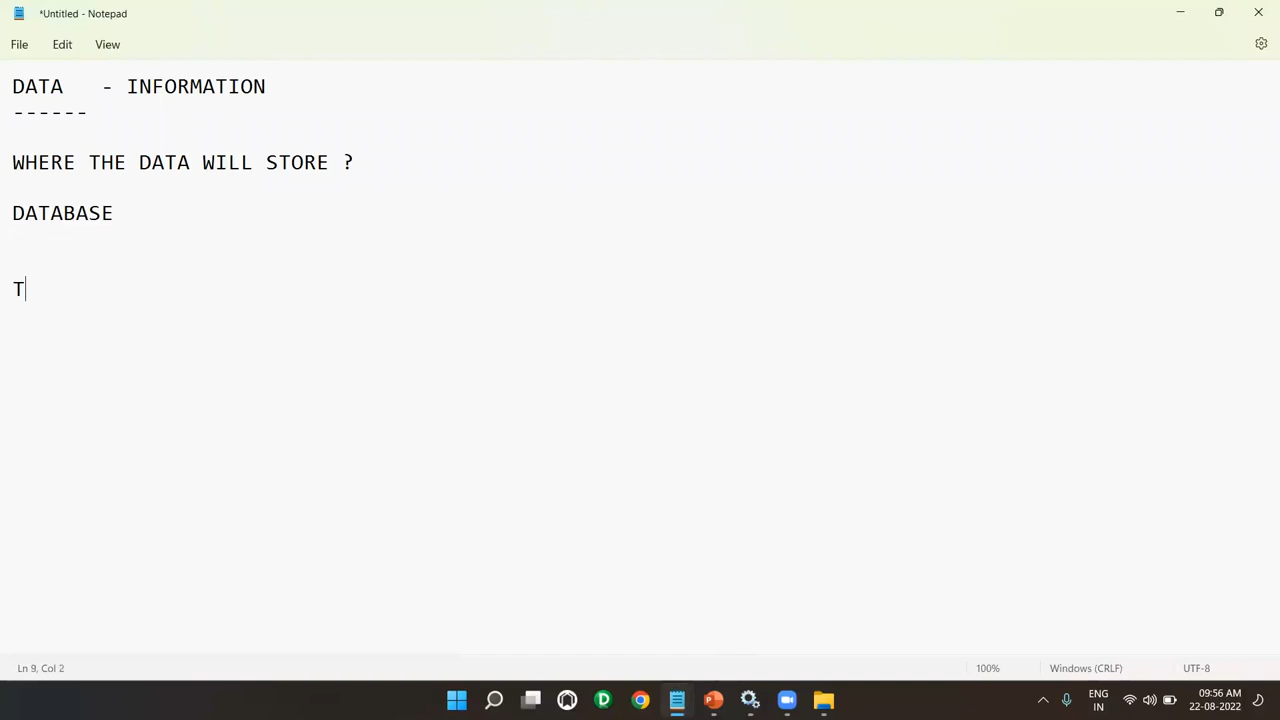 *Untitled - Notepad
File Edit View
DATA   - INFORMATION
------
WHERE THE DATA WILL STORE ?
DATABASE
T
Ln 9, Col 2
100%
Windows (CRLF)
UTF-8
ENG
IN
09:56 AM
22-08-2022